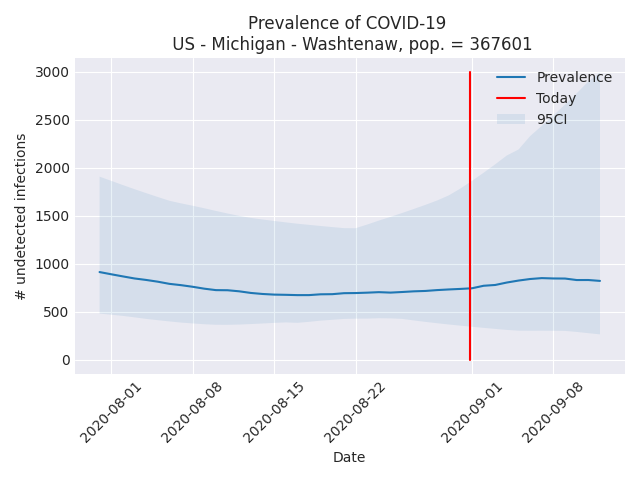 Prevalence of COVID-19
US - Michigan - Washtenaw, pop. = 367601
3000
2500
2000
1500
1000
500
0
# undetected infections
Prevalence
Today
95CI
2020-08-01
2020-08-08
2020-08-15
2020-08-22
2020-09-01
2020-09-08
Date